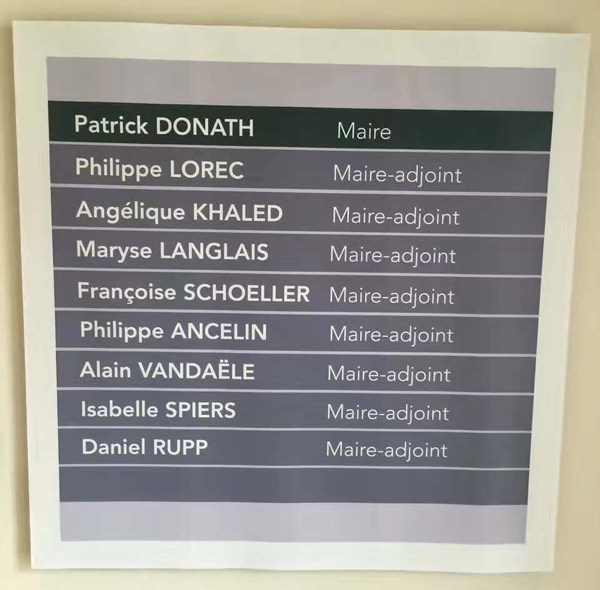 Patrick DONATH Maire
Philippe LOREC Maire-adjoint
Angélique KHALED Maire-adjoint
Maryse LANGLAIS Maire-adjoint
Françoise SCHOELLER Maire-adjoint
Philippe ANCELIN Maire-adjoint
Alain VANDAËLE Maire-adjoint
Isabelle SPIERS Maire-adjoint
Daniel RUPP Maire-adjoint